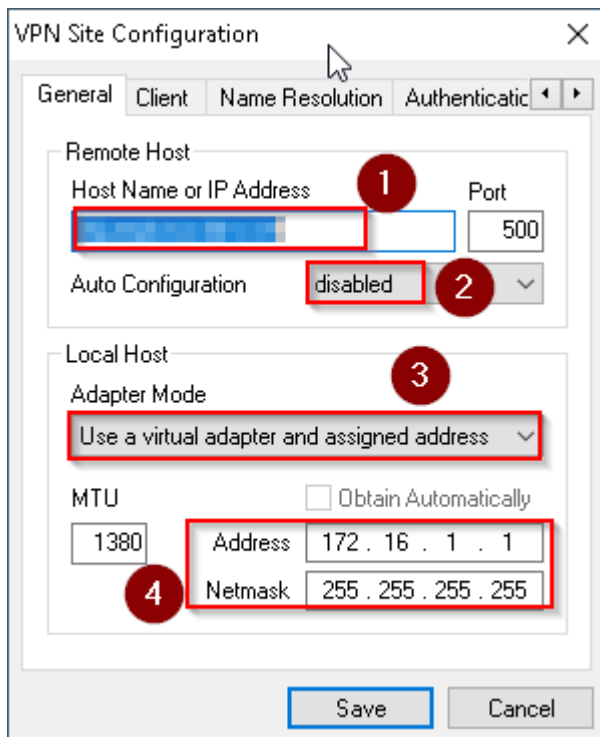 VPN Site Configuration
General Client Name Resolution Authenticatic
Remote Host
Host Name or IP Address 1 Port
500
Auto Configuration disabled 2
Local Host
3
Adapter Mode
Use a virtual adapter and assigned address
MTU Obtain Automatically
1380 Address 172 . 16 . 1 . 1
4 Netmask 255 . 255 . 255 . 255
Save Cancel